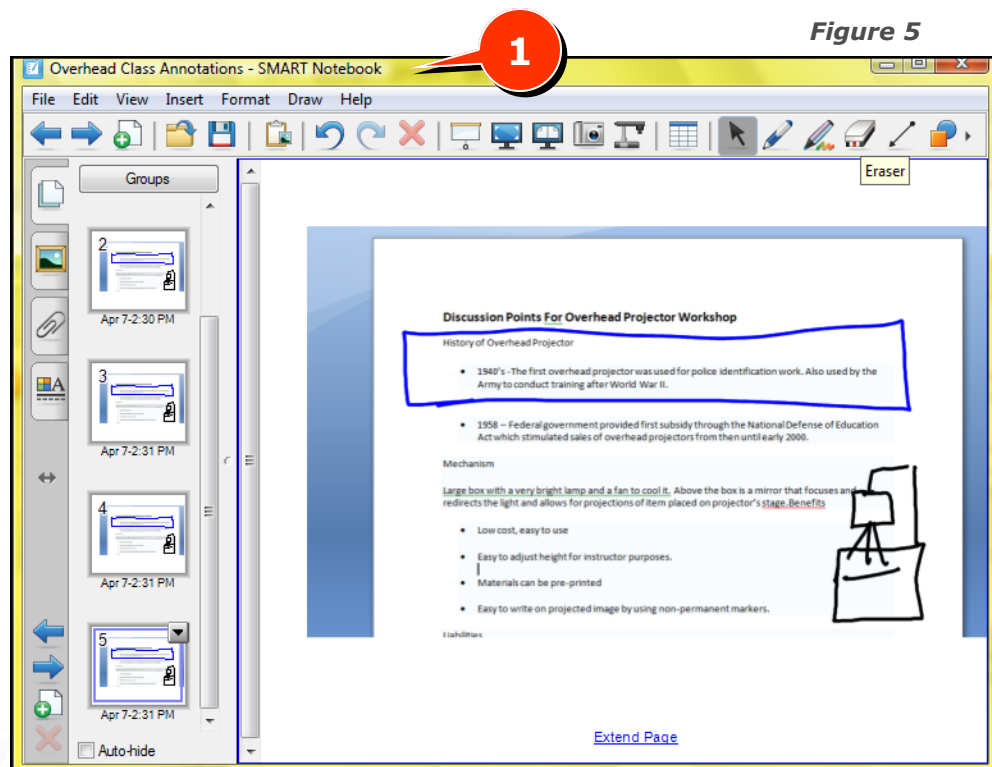 Figure 5
1
Overhead Class Annotations - SMART Notebook
File Edit View Insert Format Draw Help
Eraser
Groups
2
Apr 7-2:30 PM
3
Apr 7-2:31 PM
4
Apr 7-2:31 PM
5
Apr 7-2:31 PM
Auto-hide
Discussion Points For Overhead Projector Workshop
History of Overhead Projector
• 1940's -The first overhead projector was used for police identification work. Also used by the
Army to conduct training after World War II.
• 1958 – Federal government provided first subsidy through the National Defense of Education
Act which stimulated sales of overhead projectors from then until early 2000.
Mechanism
Large box with a very bright lamp and a fan to cool it. Above the box is a mirror that focuses and
redirects the light and allows for projections of item placed on projector's stage.Benefits
• Low cost, easy to use
• Easy to adjust height for instructor purposes.
• Materials can be pre-printed
• Easy to write on projected image by using non-permanent markers.
Liabilities
Extend Page